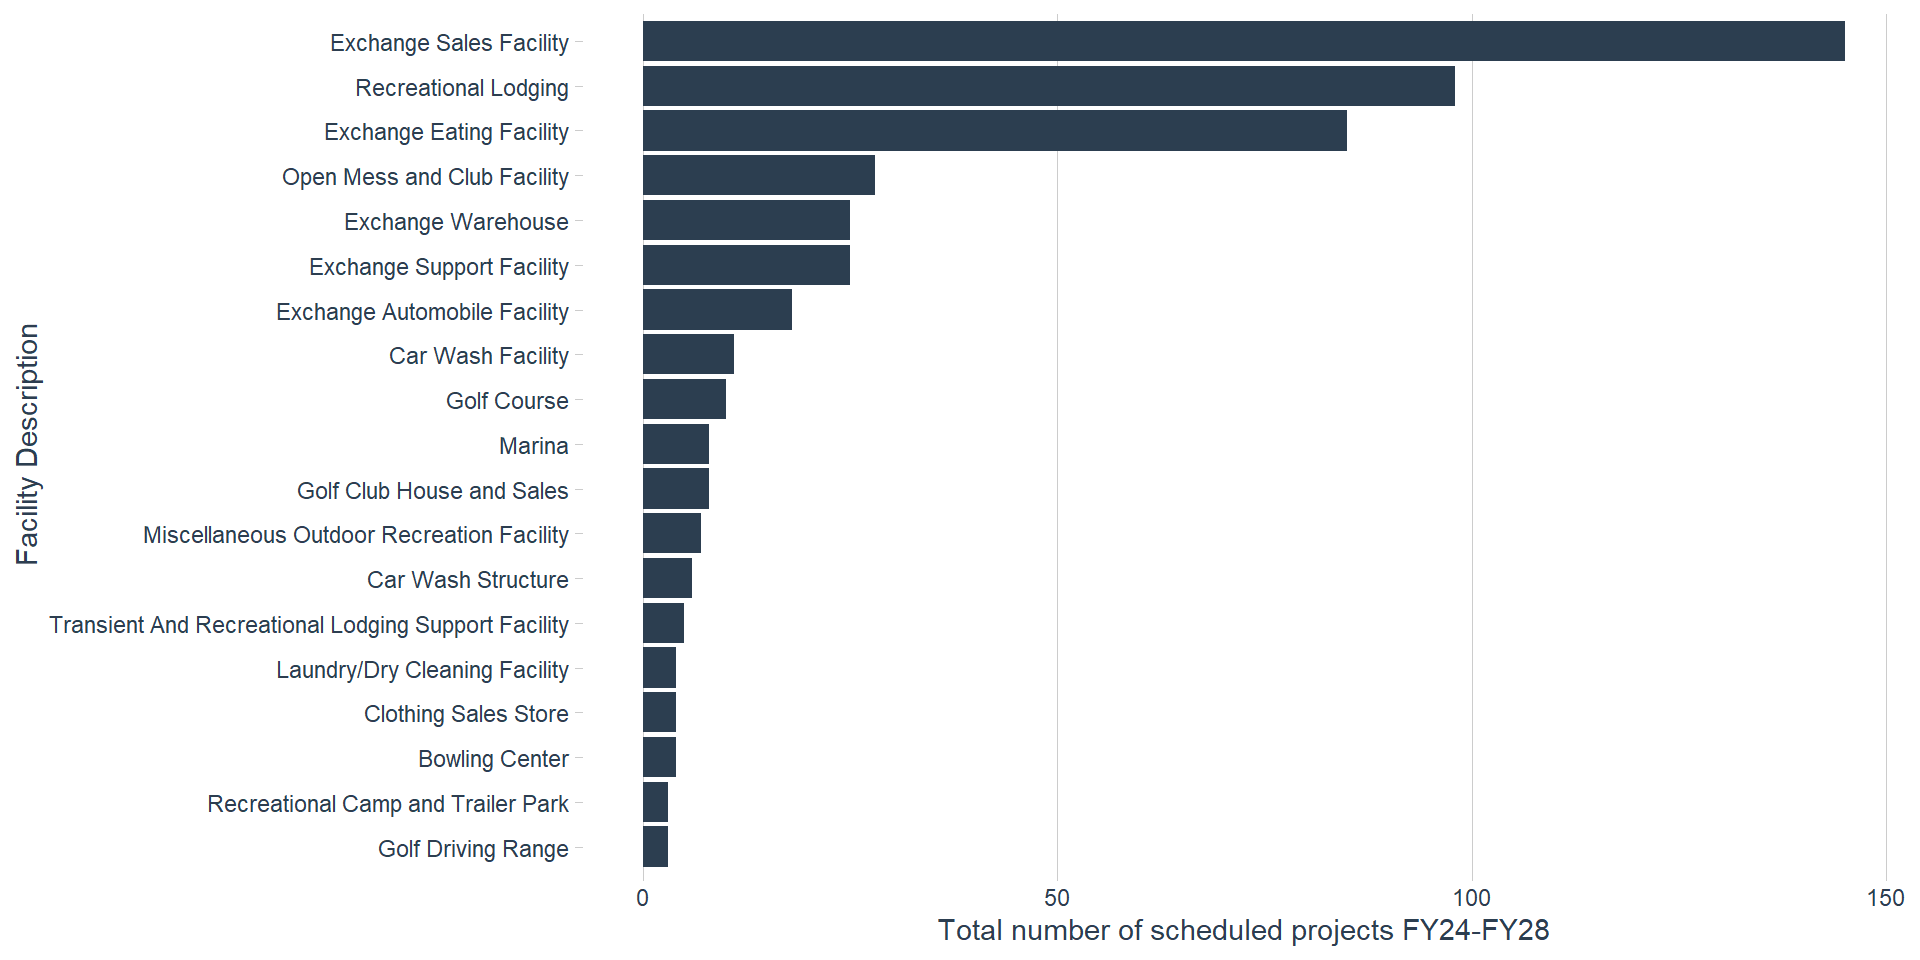 Exchange Sales Facility
Recreational Lodging
Exchange Eating Facility
Open Mess and Club Facility
Exchange Warehouse
Exchange Support Facility
Exchange Automobile Facility
Car Wash Facility
Golf Course
Marina
Golf Club House and Sales
Miscellaneous Outdoor Recreation Facility
Car Wash Structure
Transient And Recreational Lodging Support Facility
Laundry/Dry Cleaning Facility
Clothing Sales Store
Bowling Center
Recreational Camp and Trailer Park
Golf Driving Range
Facility Description
0 50 100 150
Total number of scheduled projects FY24-FY28